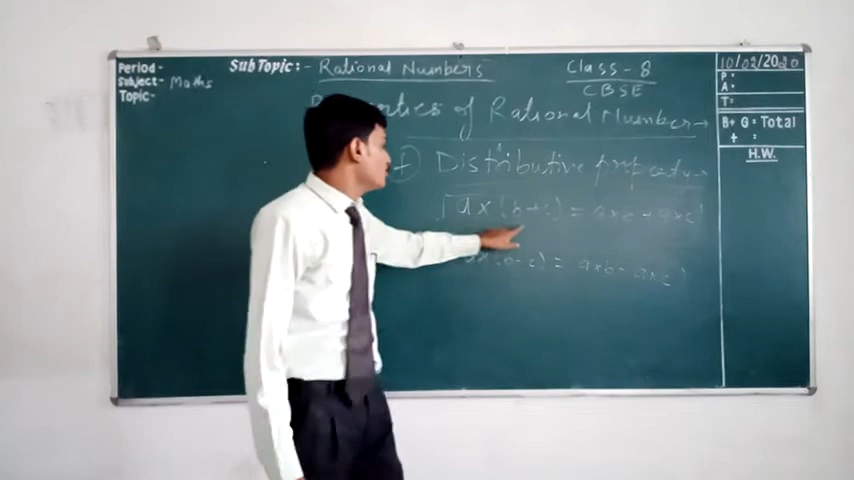 Period-
Subject:- Maths
Topic:-
SubTopic:- Rational Numbers
Class-8
CBSE
10/02/2020
P:
A:
T:
B+ G = Total
+ =
H.W.
of Rational Number→
f Distributive property→
a×(b+c) = a×b+a×c
a×(b-c) = a×b-a×c